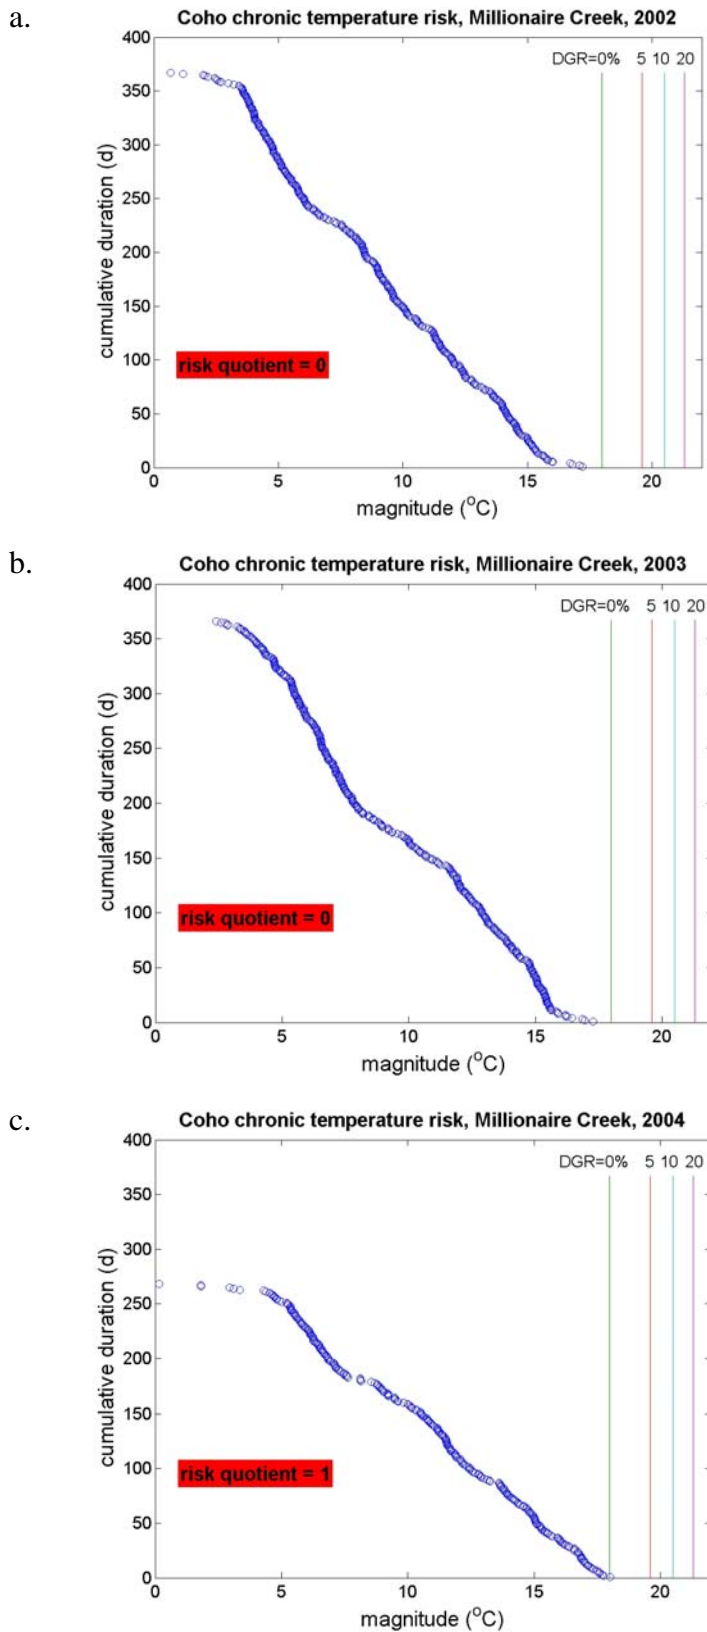 a.
Coho chronic temperature risk, Millionaire Creek, 2002
400
DGR=0% 5 10 20
350
300
250
200
150
100
50
0
cumulative duration (d)
risk quotient = 0
0 5 10 15 20
magnitude (°C)
b.
Coho chronic temperature risk, Millionaire Creek, 2003
400
DGR=0% 5 10 20
350
300
250
200
150
100
50
0
cumulative duration (d)
risk quotient = 0
0 5 10 15 20
magnitude (°C)
c.
Coho chronic temperature risk, Millionaire Creek, 2004
400
DGR=0% 5 10 20
350
300
250
200
150
100
50
0
cumulative duration (d)
risk quotient = 1
0 5 10 15 20
magnitude (°C)